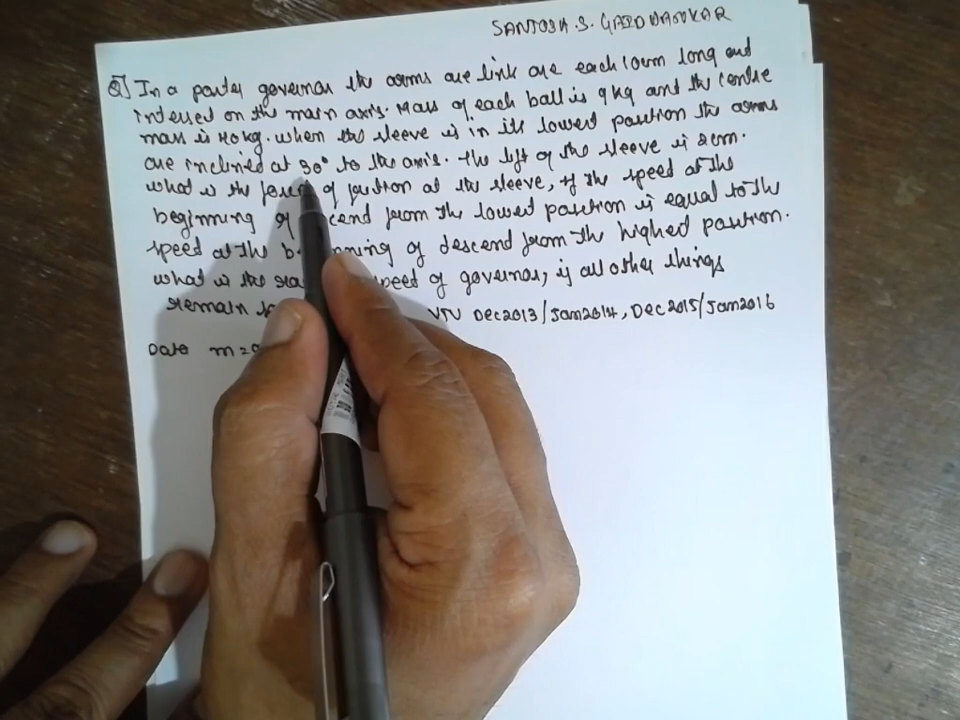 SANTOSH.S. GADDWANKAR
Q] In a porter governor the arms are link are each 10cm long and
intersed on the main axis. Mass of each ball is 9kg and the centre
mass is 40kg. when the sleeve is in its lowest position the arms
are inclined at 30° to the axis. The lift of the sleeve is 2cm.
what is the force of friction at the sleeve, if the speed at the
beginning of cend from the lowest position is equal to the
speed at the be nning of descend from the highest position.
what is the speed of governor, if all other things
remain VTU Dec2013/Jan2014, Dec2015/Jan2016
Data m=9